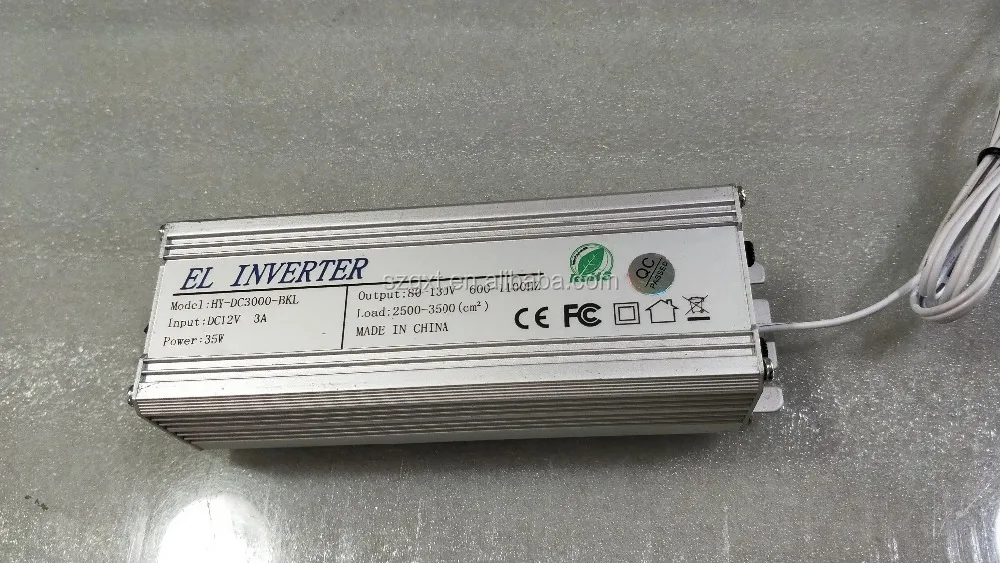 EL INVERTER
Model:HY-DC3000-BKL
Input:DC12V 3A
Power:35W
Output:80-130V 600-1100HZ
Load:2500-3500(cm²)
MADE IN CHINA
CE FC
QC
PASSED